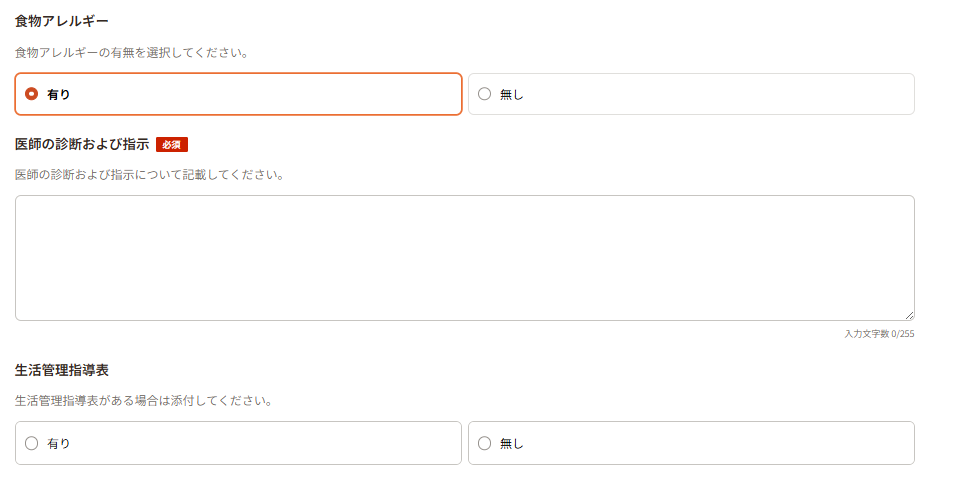 食物アレルギー
食物アレルギーの有無を選択してください。
有り
無し
医師の診断および指示 必須
医師の診断および指示について記載してください。
入力文字数 0/255
生活管理指導表
生活管理指導表がある場合は添付してください。
有り
無し